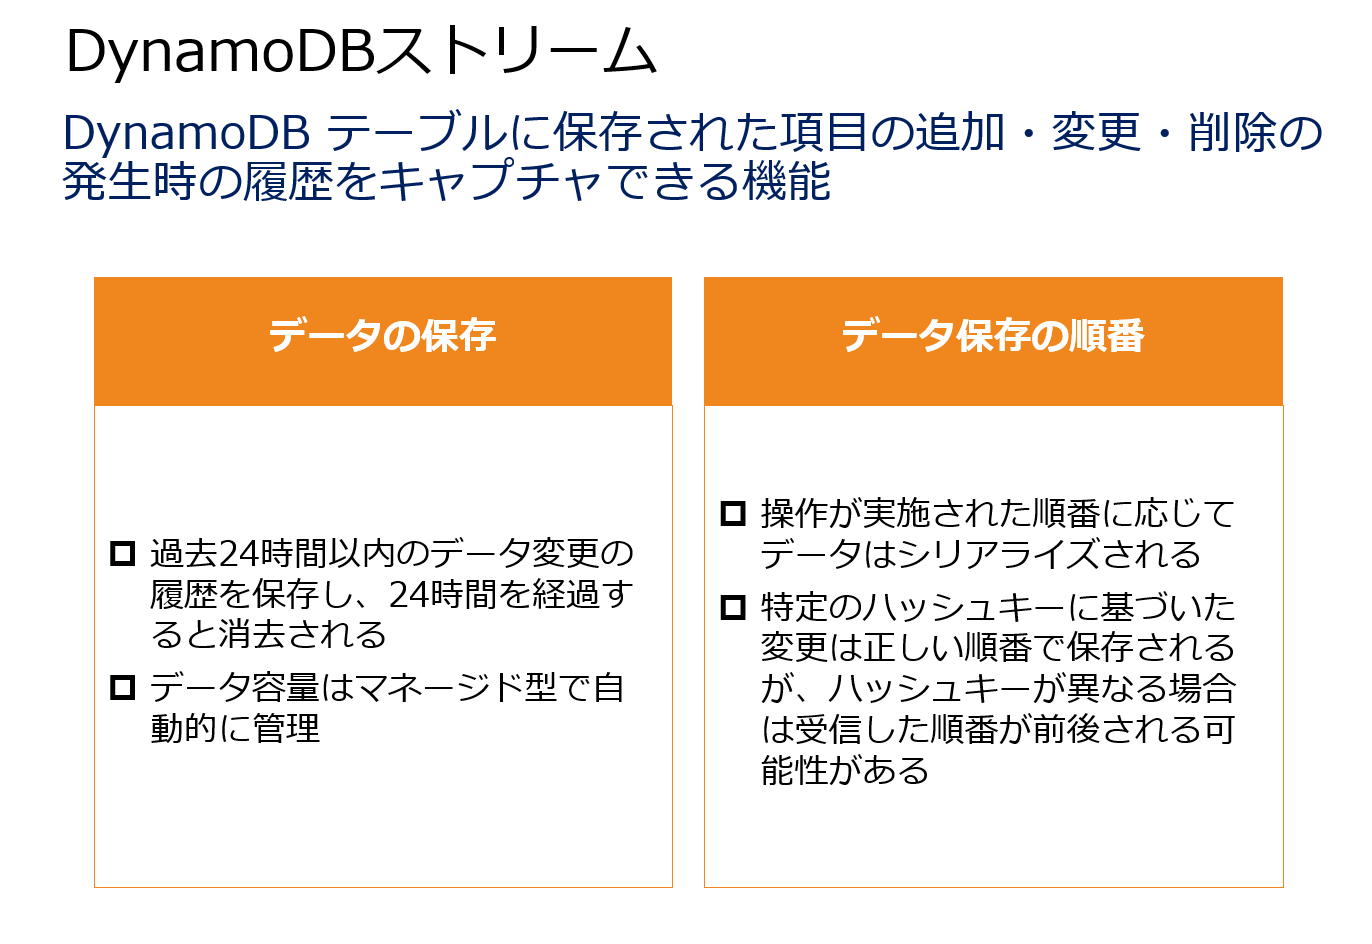 DynamoDBストリーム
DynamoDB テーブルに保存された項目の追加・変更・削除の
発生時の履歴をキャプチャできる機能
データの保存
過去24時間以内のデータ変更の
履歴を保存し、24時間を経過す
ると消去される
データ容量はマネージド型で自
動的に管理
データ保存の順番
操作が実施された順番に応じて
データはシリアライズされる
特定のハッシュキーに基づいた
変更は正しい順番で保存される
が、ハッシュキーが異なる場合
は受信した順番が前後される可
能性がある